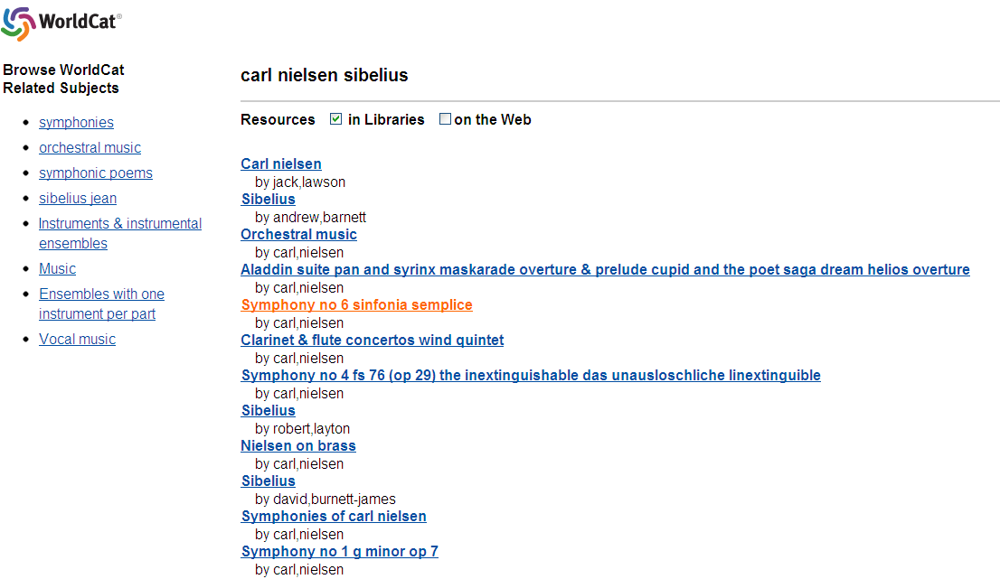 WorldCat®
Browse WorldCat
Related Subjects
symphonies
orchestral music
symphonic poems
sibelius jean
Instruments & instrumental
ensembles
Music
Ensembles with one
instrument per part
Vocal music
carl nielsen sibelius
Resources in Libraries on the Web
Carl nielsen
by jack,lawson
Sibelius
by andrew,barnett
Orchestral music
by carl,nielsen
Aladdin suite pan and syrinx maskarade overture & prelude cupid and the poet saga dream helios overture
by carl,nielsen
Symphony no 6 sinfonia semplice
by carl,nielsen
Clarinet & flute concertos wind quintet
by carl,nielsen
Symphony no 4 fs 76 (op 29) the inextinguishable das unausloschliche linextinguible
by carl,nielsen
Sibelius
by robert,layton
Nielsen on brass
by carl,nielsen
Sibelius
by david,burnett-james
Symphonies of carl nielsen
by carl,nielsen
Symphony no 1 g minor op 7
by carl,nielsen